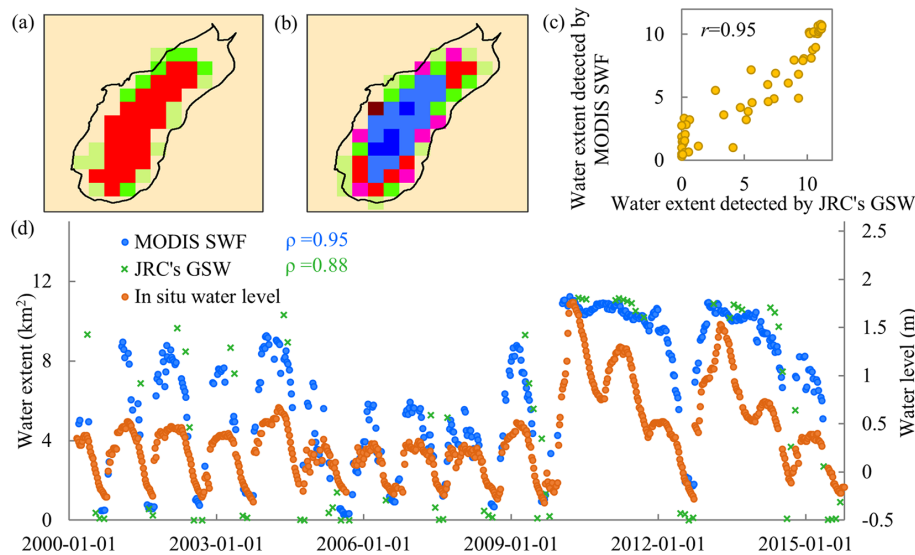 (a)
(b)
(c)
Water extent detected by
MODIS SWF
10
5
0
r=0.95
0
5
10
Water extent detected by JRC's GSW
(d)
MODIS SWF
ρ =0.95
JRC's GSW
ρ =0.88
In situ water level
Water extent (km²)
12
8
4
0
2.5
2
1.5
1
0.5
0
-0.5
Water level (m)
2000-01-01
2003-01-01
2006-01-01
2009-01-01
2012-01-01
2015-01-01